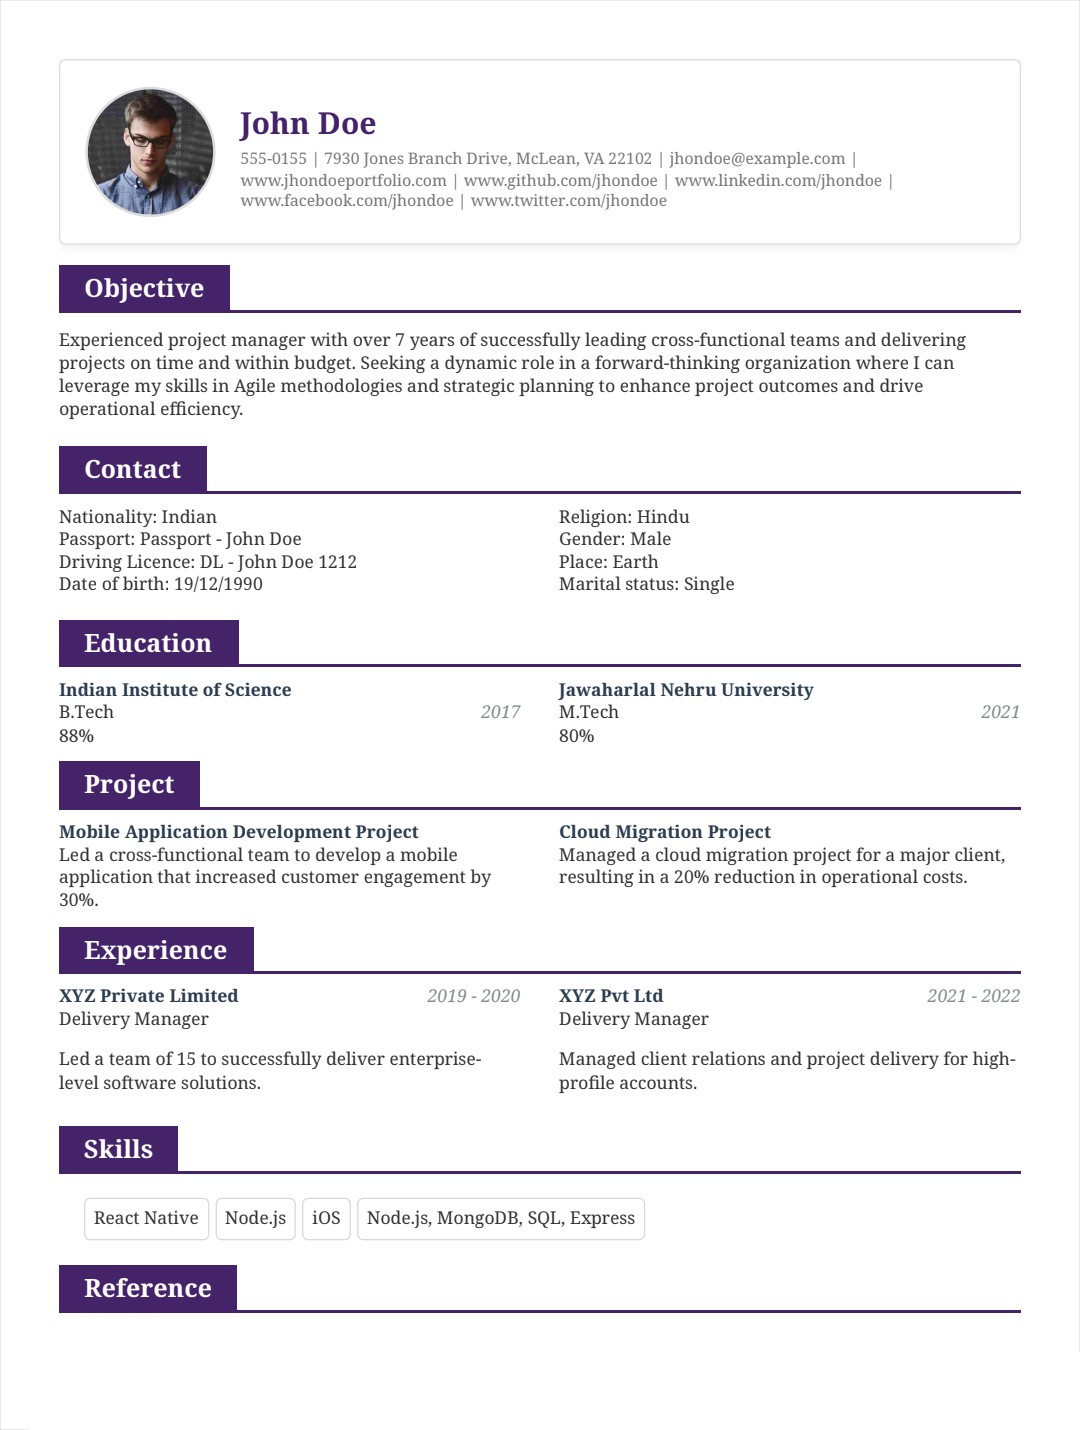 John Doe
555-0155 | 7930 Jones Branch Drive, McLean, VA 22102 | jhondoe@example.com |
www.jhondoeportfolio.com | www.github.com/jhondoe | www.linkedin.com/jhondoe |
www.facebook.com/jhondoe | www.twitter.com/jhondoe
Objective
Experienced project manager with over 7 years of successfully leading cross-functional teams and delivering
projects on time and within budget. Seeking a dynamic role in a forward-thinking organization where I can
leverage my skills in Agile methodologies and strategic planning to enhance project outcomes and drive
operational efficiency.
Contact
Nationality: Indian
Passport: Passport - John Doe
Driving Licence: DL - John Doe 1212
Date of birth: 19/12/1990
Religion: Hindu
Gender: Male
Place: Earth
Marital status: Single
Education
Indian Institute of Science
B.Tech 2017
88%
Jawaharlal Nehru University
M.Tech 2021
80%
Project
Mobile Application Development Project
Led a cross-functional team to develop a mobile
application that increased customer engagement by
30%.
Cloud Migration Project
Managed a cloud migration project for a major client,
resulting in a 20% reduction in operational costs.
Experience
XYZ Private Limited 2019 - 2020
Delivery Manager
Led a team of 15 to successfully deliver enterprise-
level software solutions.
XYZ Pvt Ltd 2021 - 2022
Delivery Manager
Managed client relations and project delivery for high-
profile accounts.
Skills
React Native
Node.js
iOS
Node.js, MongoDB, SQL, Express
Reference